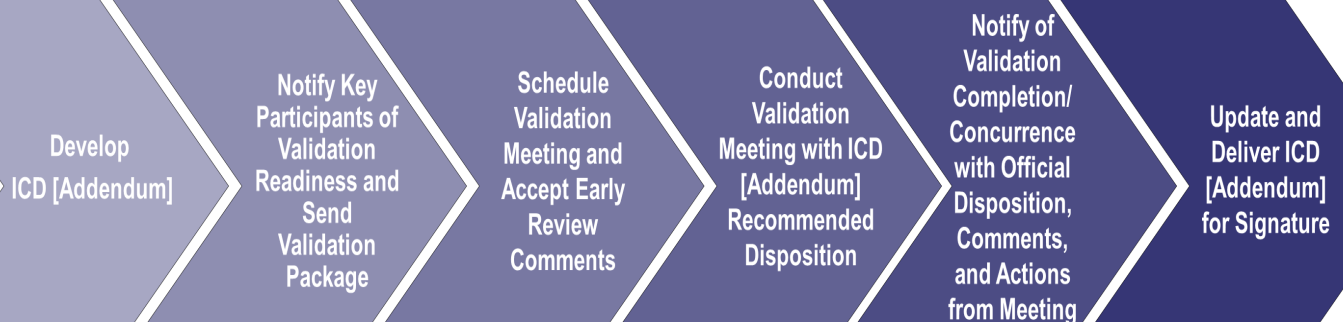 Develop
ICD [Addendum]
Notify Key
Participants of
Validation
Readiness and
Send
Validation
Package
Schedule
Validation
Meeting and
Accept Early
Review
Comments
Conduct
Validation
Meeting with ICD
[Addendum]
Recommended
Disposition
Notify of
Validation
Completion/
Concurrence
with Official
Disposition,
Comments,
and Actions
from Meeting
Update and
Deliver ICD
[Addendum]
for Signature